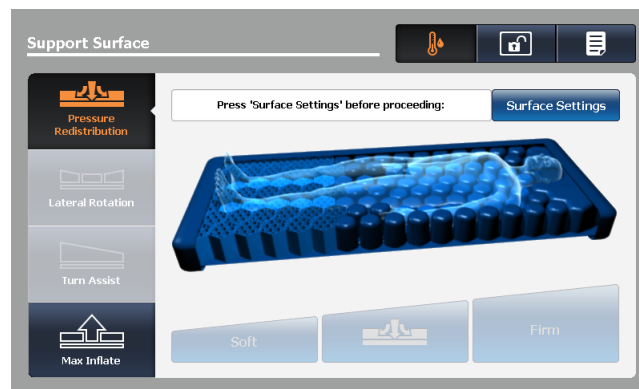 Support Surface
Pressure
Redistribution
Press 'Surface Settings' before proceeding:
Surface Settings
Lateral Rotation
Turn Assist
Max Inflate
Soft
Firm